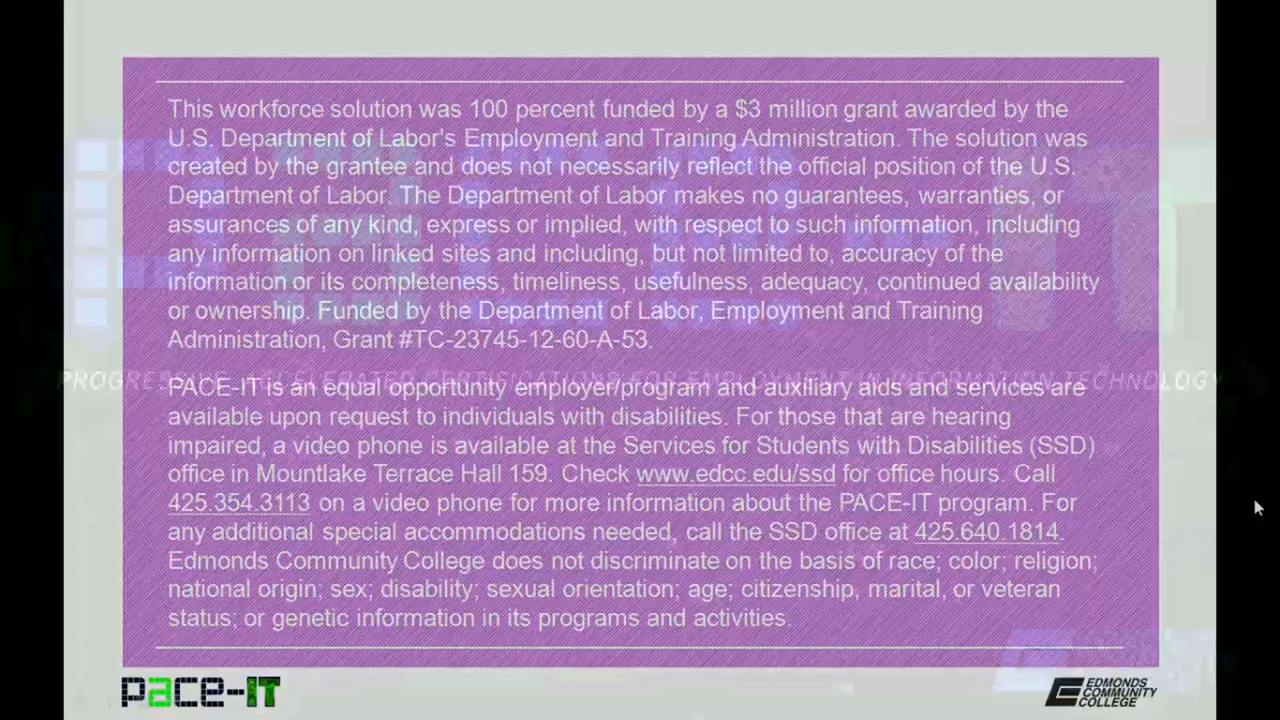 This workforce solution was 100 percent funded by a $3 million grant awarded by the
U.S. Department of Labor's Employment and Training Administration. The solution was
created by the grantee and does not necessarily reflect the official position of the U.S.
Department of Labor. The Department of Labor makes no guarantees, warranties, or
assurances of any kind, express or implied, with respect to such information, including
any information on linked sites and including, but not limited to, accuracy of the
information or its completeness, timeliness, usefulness, adequacy, continued availability
or ownership. Funded by the Department of Labor, Employment and Training
Administration, Grant #TC-23745-12-60-A-53.
PACE-IT is an equal opportunity employer/program and auxiliary aids and services are
available upon request to individuals with disabilities. For those that are hearing
impaired, a video phone is available at the Services for Students with Disabilities (SSD)
office in Mountlake Terrace Hall 159. Check www.edcc.edu/ssd for office hours. Call
425.354.3113 on a video phone for more information about the PACE-IT program. For
any additional special accommodations needed, call the SSD office at 425.640.1814.
Edmonds Community College does not discriminate on the basis of race; color; religion;
national origin; sex; disability; sexual orientation; age; citizenship, marital, or veteran
status; or genetic information in its programs and activities.
pace-IT
EDMONDS
COMMUNITY
COLLEGE